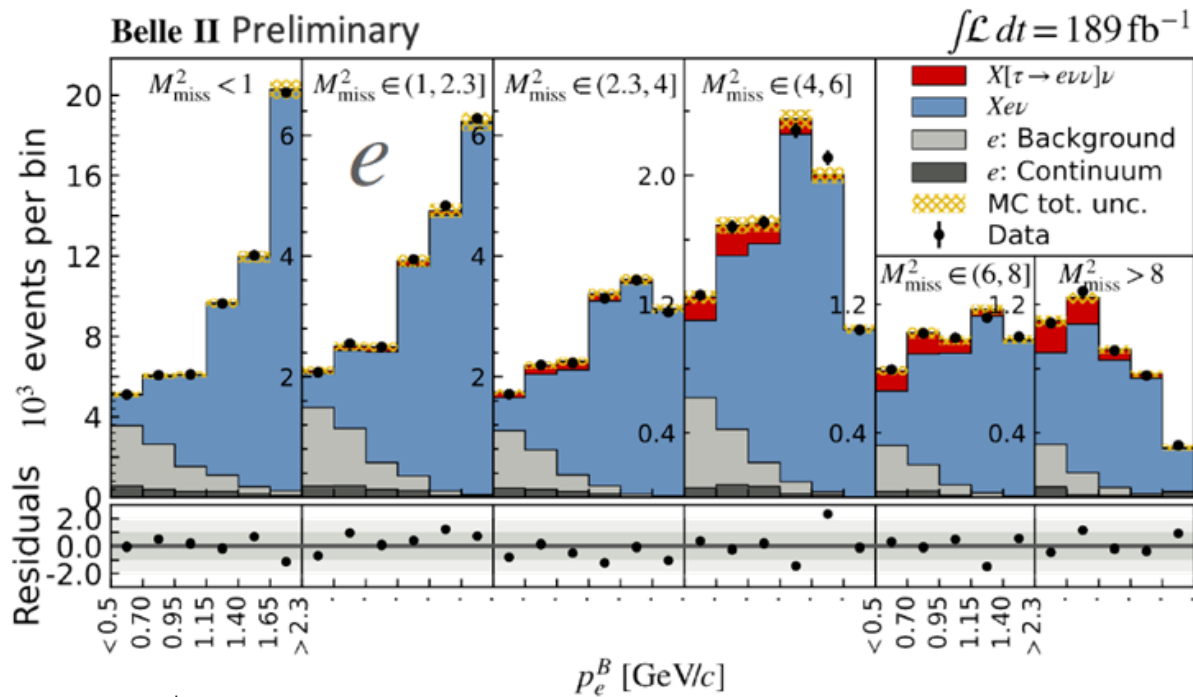 Belle II Preliminary
∫ℒ dt = 189 fb⁻¹
M²miss < 1
M²miss ∈ (1, 2.3]
M²miss ∈ (2.3, 4]
M²miss ∈ (4, 6]
X[τ → eνν]ν
Xeν
e: Background
e: Continuum
MC tot. unc.
Data
M²miss ∈ (6, 8]
M²miss > 8
e
10³ events per bin
20
16
12
8
4
0
6
4
2
6
4
2
2.0
1.2
0.4
1.2
0.4
1.2
0.4
Residuals
2.0
0.0
-2.0
< 0.5
0.70
0.95
1.15
1.40
1.65
> 2.3
< 0.5
0.70
0.95
1.15
1.40
1.65
> 2.3
pₑᴮ [GeV/c]